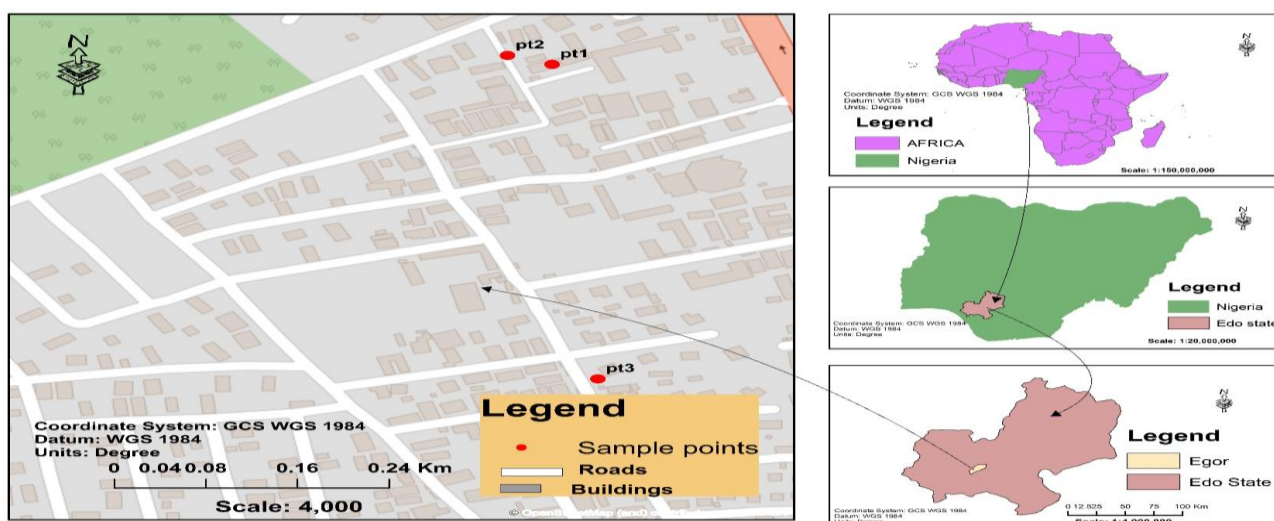 N
pt2
pt1
pt3
Legend
Sample points
Roads
Buildings
Coordinate System: GCS WGS 1984
Datum: WGS 1984
Units: Degree
0 0.04 0.08 0.16 0.24 Km
Scale: 4,000
© OpenStreetMap (and)
N
Coordinate System: GCS WGS 1984
Datum: WGS 1984
Units: Degree
Legend
AFRICA
Nigeria
Scale: 1:150,000,000
N
Legend
Nigeria
Edo state
Coordinate System: GCS WGS 1984
Datum: WGS 1984
Units: Degree
Scale: 1:20,000,000
N
Legend
Egor
Edo State
0 12.525 50 75 100 Km
Coordinate System: GCS WGS 1984
Datum: WGS 1984